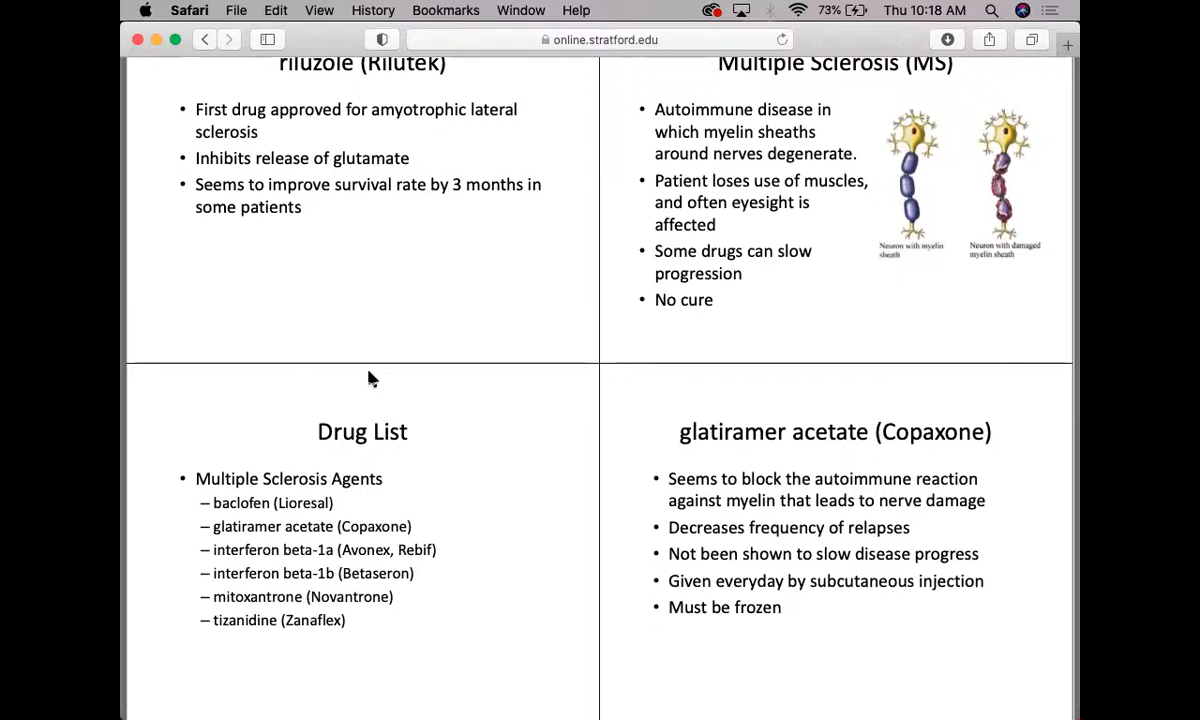 Safari File Edit View History Bookmarks Window Help 73% Thu 10:18 AM
online.stratford.edu
riluzole (Rilutek)
• First drug approved for amyotrophic lateral
sclerosis
• Inhibits release of glutamate
• Seems to improve survival rate by 3 months in
some patients
Multiple Sclerosis (MS)
• Autoimmune disease in
which myelin sheaths
around nerves degenerate.
• Patient loses use of muscles,
and often eyesight is
affected
• Some drugs can slow
progression
• No cure
Neuron with myelin
sheath
Neuron with damaged
myelin sheath
Drug List
• Multiple Sclerosis Agents
– baclofen (Lioresal)
– glatiramer acetate (Copaxone)
– interferon beta-1a (Avonex, Rebif)
– interferon beta-1b (Betaseron)
– mitoxantrone (Novantrone)
– tizanidine (Zanaflex)
glatiramer acetate (Copaxone)
• Seems to block the autoimmune reaction
against myelin that leads to nerve damage
• Decreases frequency of relapses
• Not been shown to slow disease progress
• Given everyday by subcutaneous injection
• Must be frozen